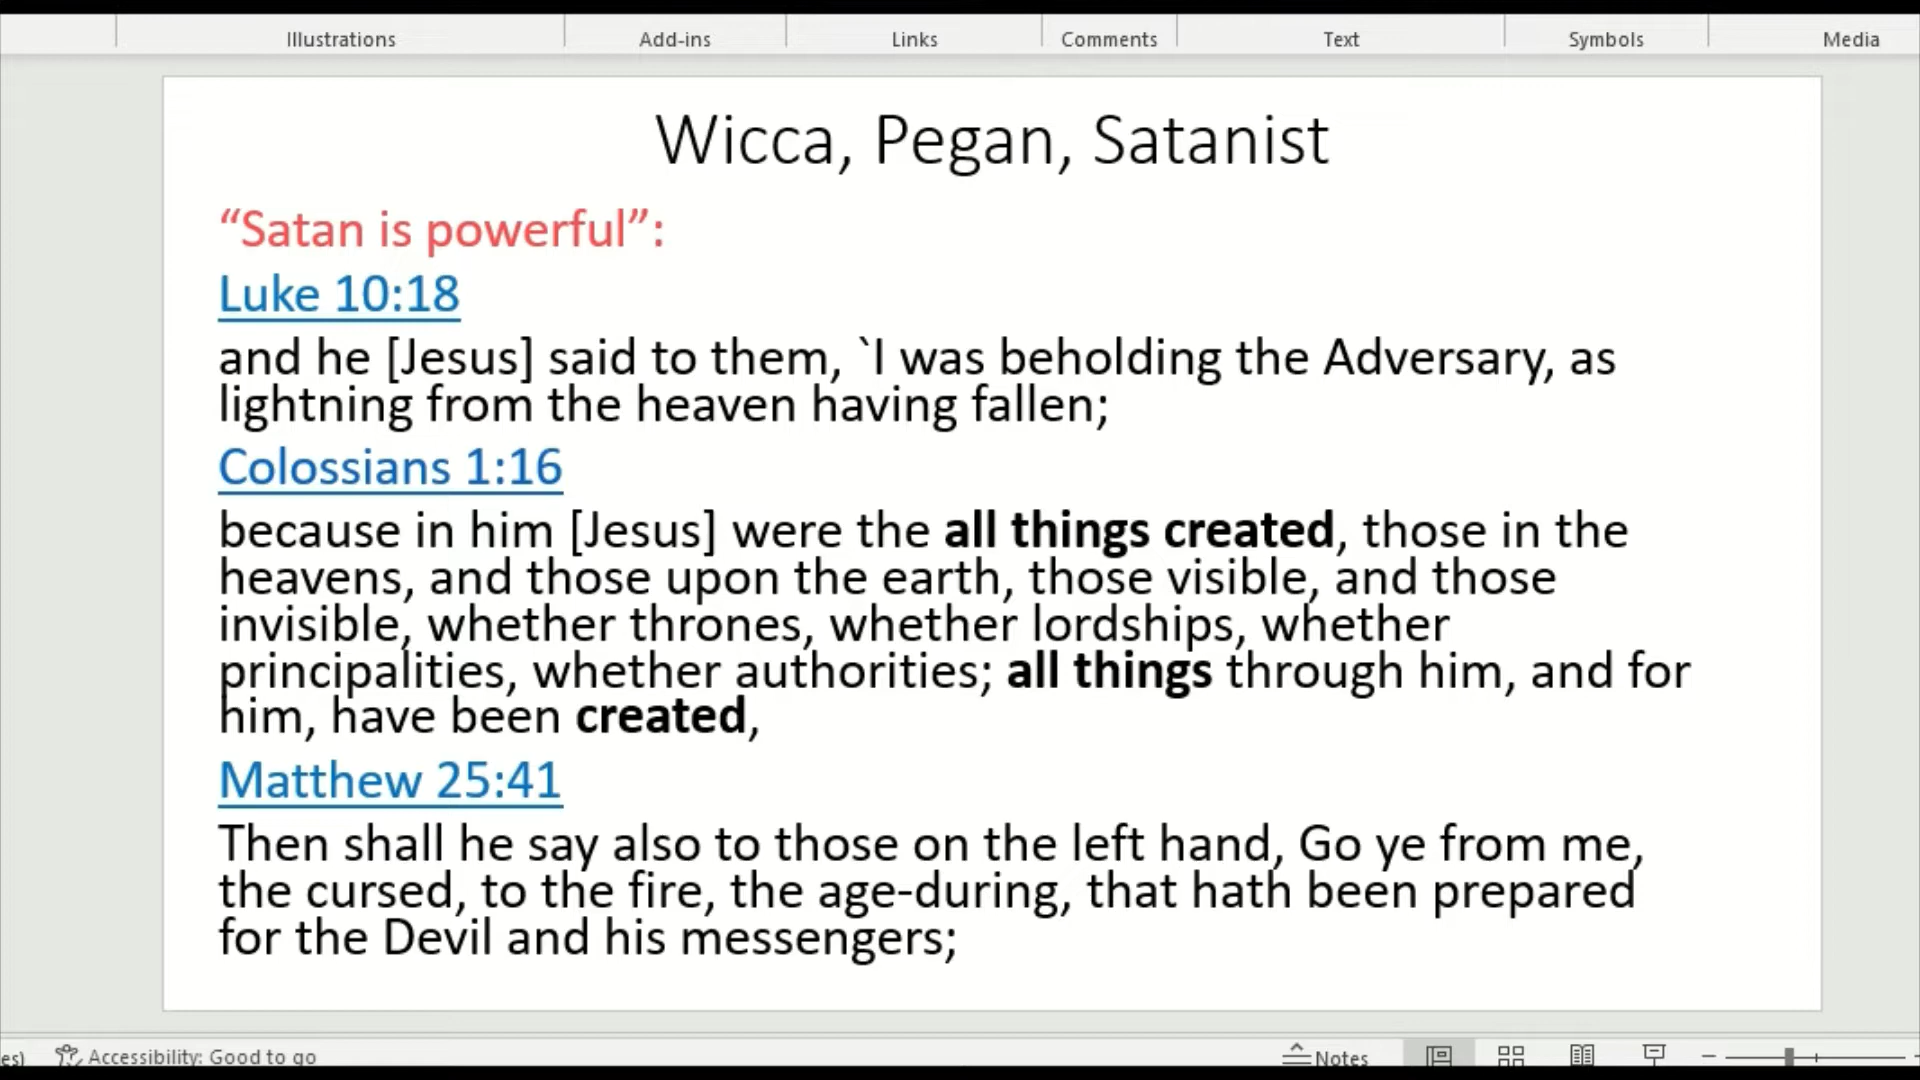 Illustrations Add-ins Links Comments Text Symbols Media
Wicca, Pegan, Satanist
“Satan is powerful”:
Luke 10:18
and he [Jesus] said to them, `I was beholding the Adversary, as
lightning from the heaven having fallen;
Colossians 1:16
because in him [Jesus] were the all things created, those in the
heavens, and those upon the earth, those visible, and those
invisible, whether thrones, whether lordships, whether
principalities, whether authorities; all things through him, and for
him, have been created,
Matthew 25:41
Then shall he say also to those on the left hand, Go ye from me,
the cursed, to the fire, the age-during, that hath been prepared
for the Devil and his messengers;
es) Accessibility: Good to go Notes